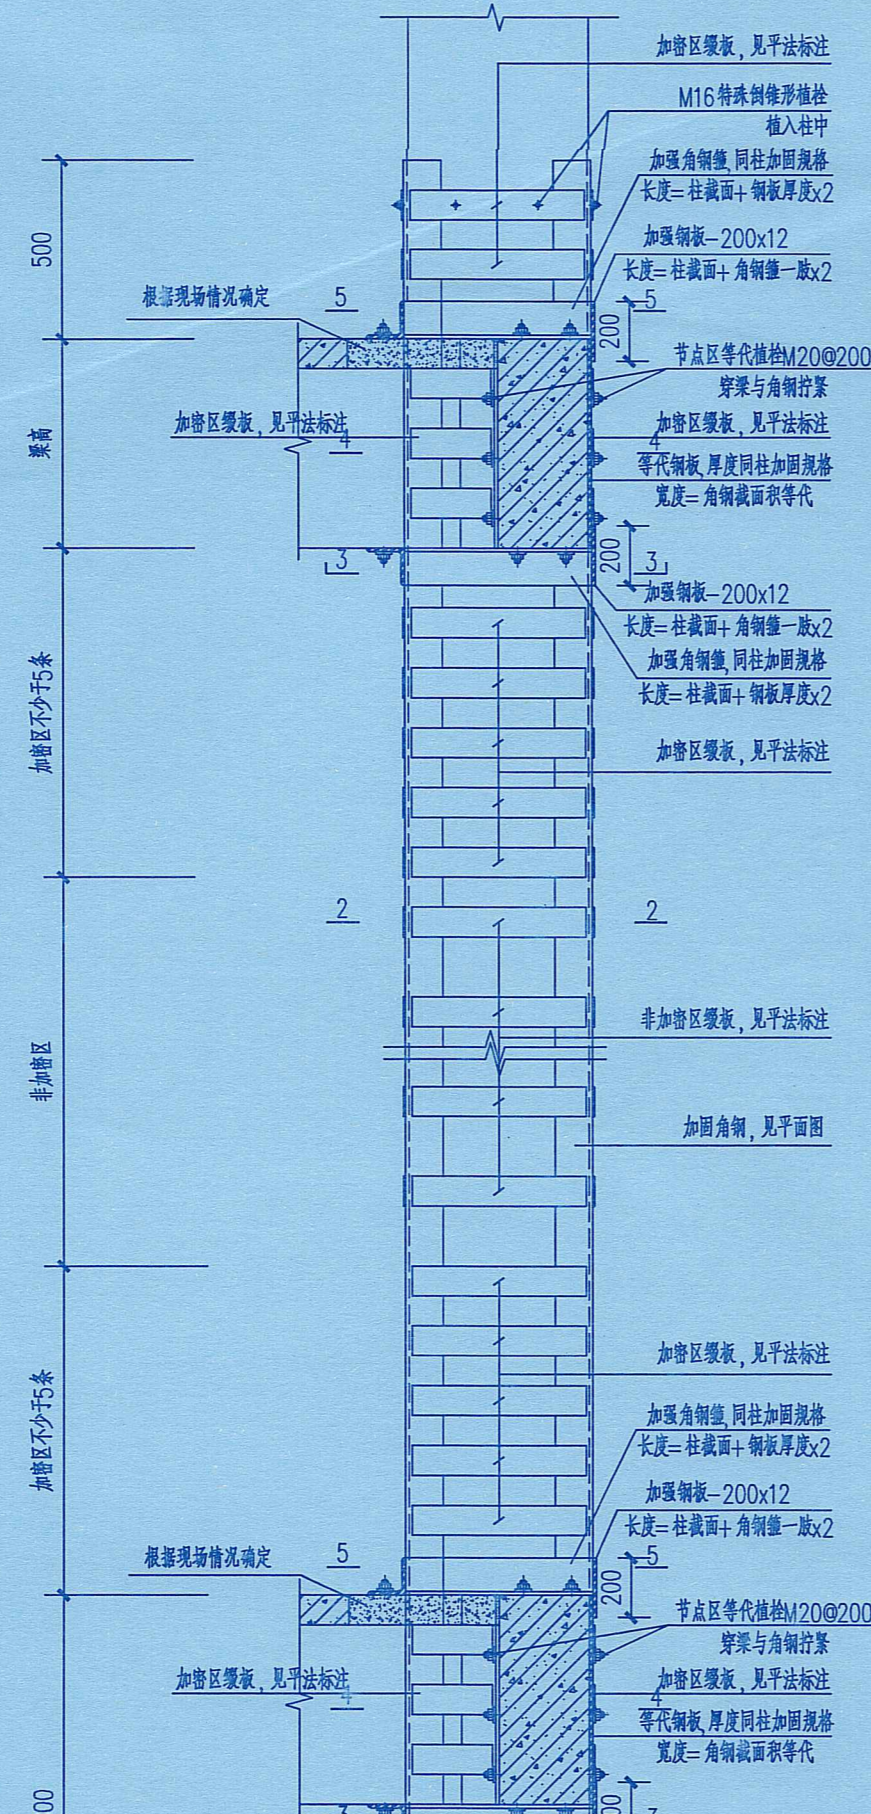 加密区缀板，见平法标注
M16特殊倒锥形植栓
植入柱中
加强角钢箍,同柱加固规格
长度=柱截面+钢板厚度x2
500
加强钢板-200x12
长度=柱截面+角钢箍一肢x2
根据现场情况确定
5
5
200
节点区等代植栓M20@200
穿梁与角钢拧紧
梁高
加密区缀板，见平法标注
4
加密区缀板，见平法标注
4
等代钢板,厚度同柱加固规格
宽度=角钢截面积等代
200
3
3
加强钢板-200x12
长度=柱截面+角钢箍一肢x2
加强角钢箍,同柱加固规格
长度=柱截面+钢板厚度x2
加密区不少于5条
加密区缀板，见平法标注
2
2
非加密区缀板，见平法标注
非加密区
加固角钢，见平面图
加密区缀板，见平法标注
加密区不少于5条
加强角钢箍,同柱加固规格
长度=柱截面+钢板厚度x2
加强钢板-200x12
长度=柱截面+角钢箍一肢x2
根据现场情况确定
5
5
200
节点区等代植栓M20@200
穿梁与角钢拧紧
加密区缀板，见平法标注
4
加密区缀板，见平法标注
4
等代钢板,厚度同柱加固规格
宽度=角钢截面积等代
00
00
3
3